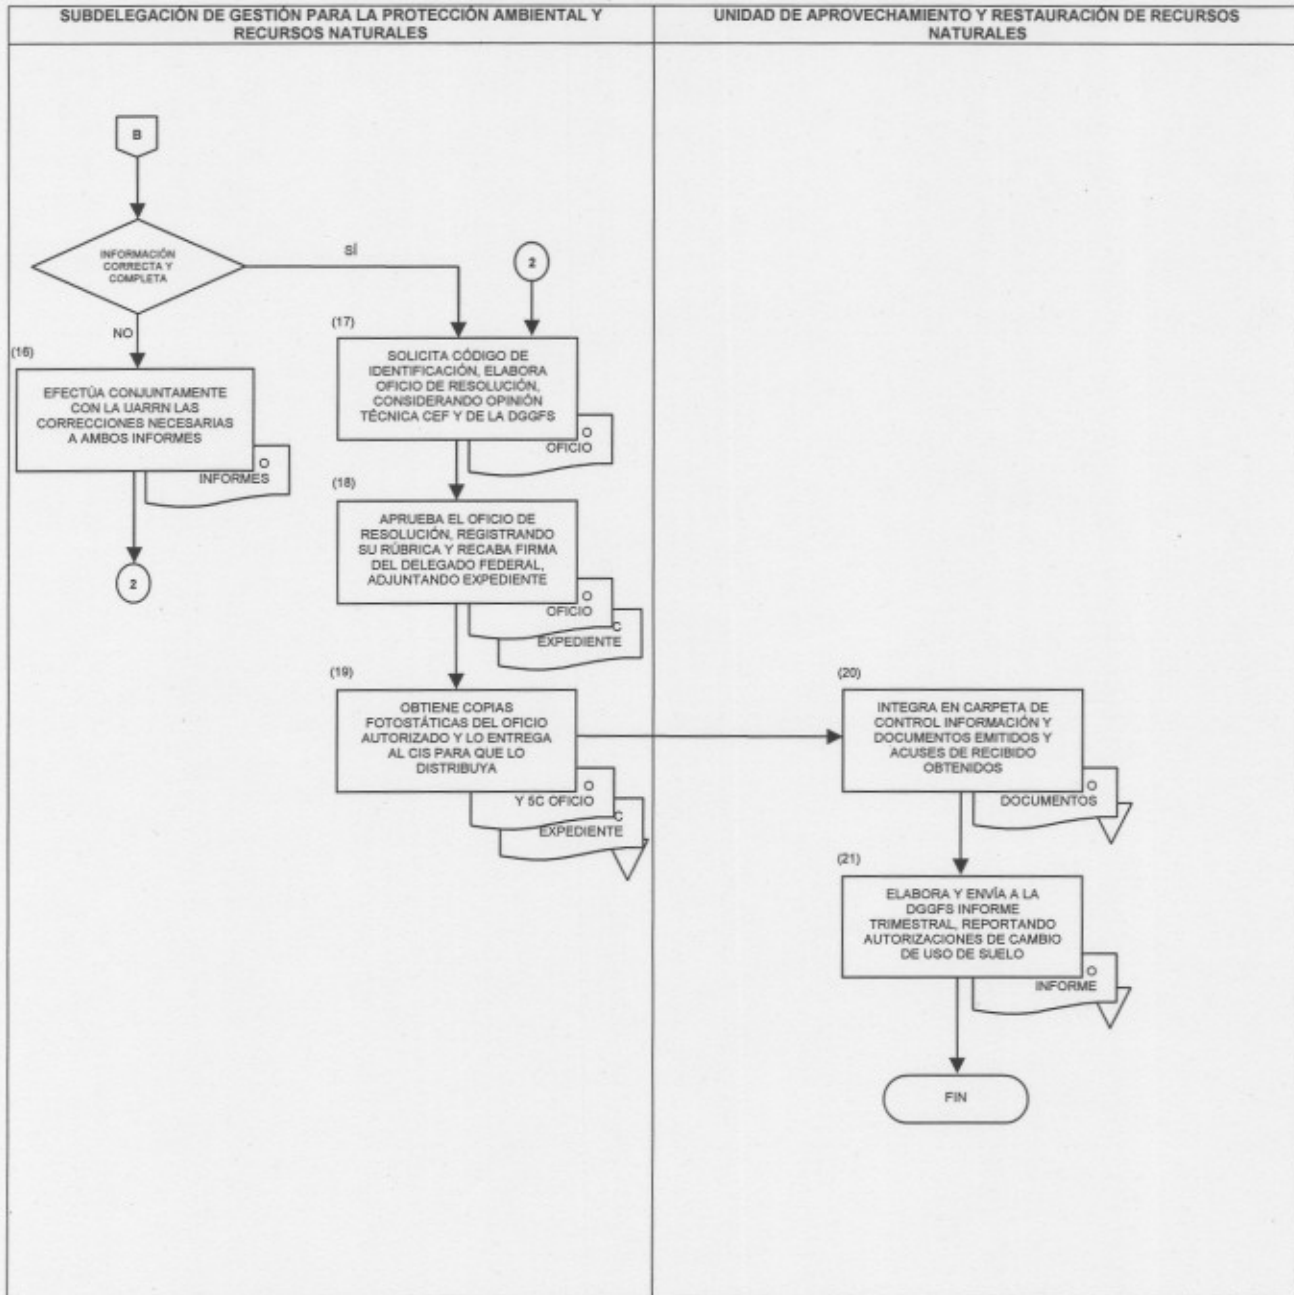 SUBDELEGACIÓN DE GESTIÓN PARA LA PROTECCIÓN AMBIENTAL Y
RECURSOS NATURALES
UNIDAD DE APROVECHAMIENTO Y RESTAURACIÓN DE RECURSOS
NATURALES
B
INFORMACIÓN
CORRECTA Y
COMPLETA
SÍ
2
NO
(16)
EFECTÚA CONJUNTAMENTE
CON LA UARRN LAS
CORRECCIONES NECESARIAS
A AMBOS INFORMES
O
INFORMES
2
(17)
SOLICITA CÓDIGO DE
IDENTIFICACIÓN, ELABORA
OFICIO DE RESOLUCIÓN,
CONSIDERANDO OPINIÓN
TÉCNICA CEF Y DE LA DGGFS
O
OFICIO
(18)
APRUEBA EL OFICIO DE
RESOLUCIÓN, REGISTRANDO
SU RÚBRICA Y RECABA FIRMA
DEL DELEGADO FEDERAL,
ADJUNTANDO EXPEDIENTE
O
OFICIO
C
EXPEDIENTE
(19)
OBTIENE COPIAS
FOTOSTÁTICAS DEL OFICIO
AUTORIZADO Y LO ENTREGA
AL CIS PARA QUE LO
DISTRIBUYA
O
Y 5C OFICIO
C
EXPEDIENTE
(20)
INTEGRA EN CARPETA DE
CONTROL INFORMACIÓN Y
DOCUMENTOS EMITIDOS Y
ACUSES DE RECIBIDO
OBTENIDOS
O
DOCUMENTOS
(21)
ELABORA Y ENVÍA A LA
DGGFS INFORME
TRIMESTRAL, REPORTANDO
AUTORIZACIONES DE CAMBIO
DE USO DE SUELO
O
INFORME
FIN